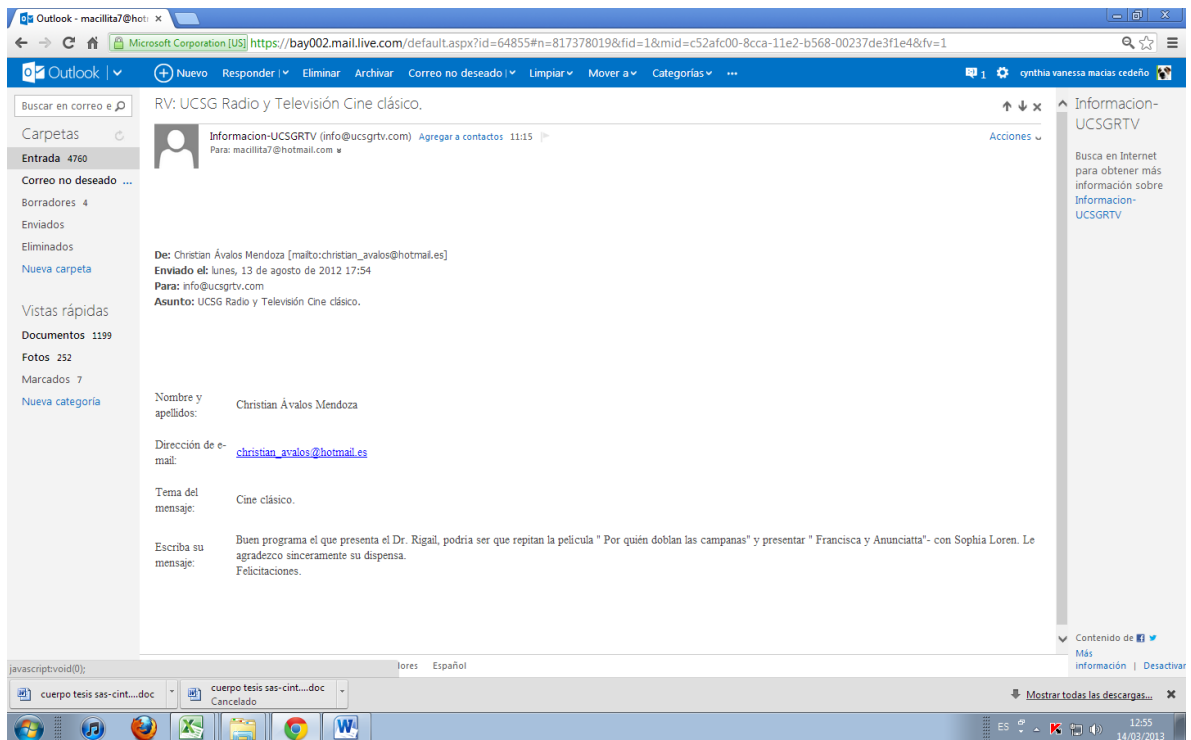 Outlook - macillita7@hot
Microsoft Corporation [US] https://bay002.mail.live.com/default.aspx?id=64855#n=817378019&fid=1&mid=c52afc00-8cca-11e2-b568-00237de3f1e4&fv=1
Outlook Nuevo Responder Eliminar Archivar Correo no deseado Limpiar Mover a Categorías ··· 1 cynthia vanessa macias cedeño
Buscar en correo e
RV: UCSG Radio y Televisión Cine clásico.
Informacion-UCSGRTV (info@ucsgrtv.com) Agregar a contactos 11:15
Para: macillita7@hotmail.com
Acciones
Carpetas
Entrada 4760
Correo no deseado ...
Borradores 4
Enviados
Eliminados
Nueva carpeta
Vistas rápidas
Documentos 1199
Fotos 252
Marcados 7
Nueva categoría
De: Christian Ávalos Mendoza [mailto:christian_avalos@hotmail.es]
Enviado el: lunes, 13 de agosto de 2012 17:54
Para: info@ucsgrtv.com
Asunto: UCSG Radio y Televisión Cine clásico.
Nombre y
apellidos:
Christian Àvalos Mendoza
Dirección de e-
mail:
christian_avalos@hotmail.es
Tema del
mensaje:
Cine clásico.
Escriba su
mensaje:
Buen programa el que presenta el Dr. Rigail, podria ser que repitan la pelicula " Por quién doblan las campanas" y presentar " Francisca y Anunciatta"- con Sophia Loren. Le
agradezco sinceramente su dispensa.
Felicitaciones.
Informacion-
UCSGRTV
Busca en Internet
para obtener más
información sobre
Informacion-
UCSGRTV
Contenido de
Más
información | Desactivar
javascript:void(0);
lores Español
cuerpo tesis sas-cint....doc
cuerpo tesis sas-cint....doc
Cancelado
Mostrar todas las descargas...
ES
12:55
14/03/2013